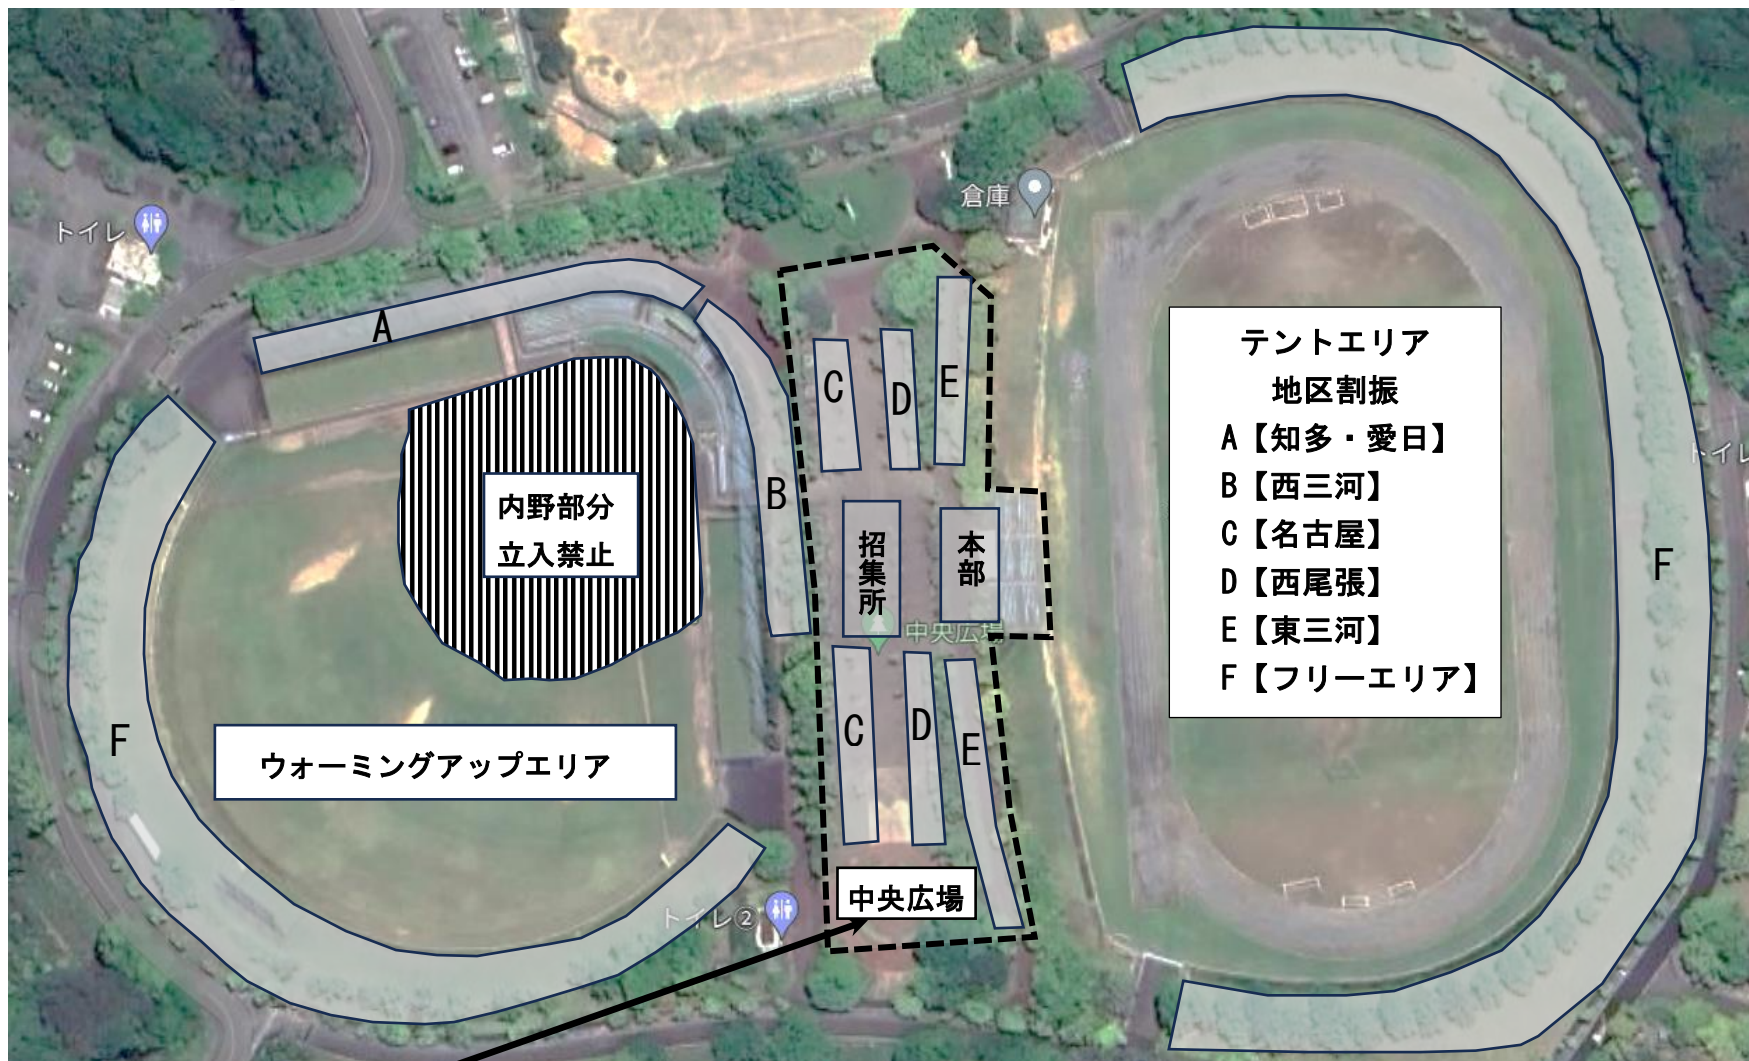 倉庫
トイレ
A
C
D
E
テントエリア
地区割振
A【知多・愛日】
B【西三河】
C【名古屋】
D【西尾張】
E【東三河】
F【フリーエリア】
トイレ
内野部分
立入禁止
B
招集所
本部
中央広場
F
F
ウォーミングアップエリア
C
D
E
中央広場
トイレ②